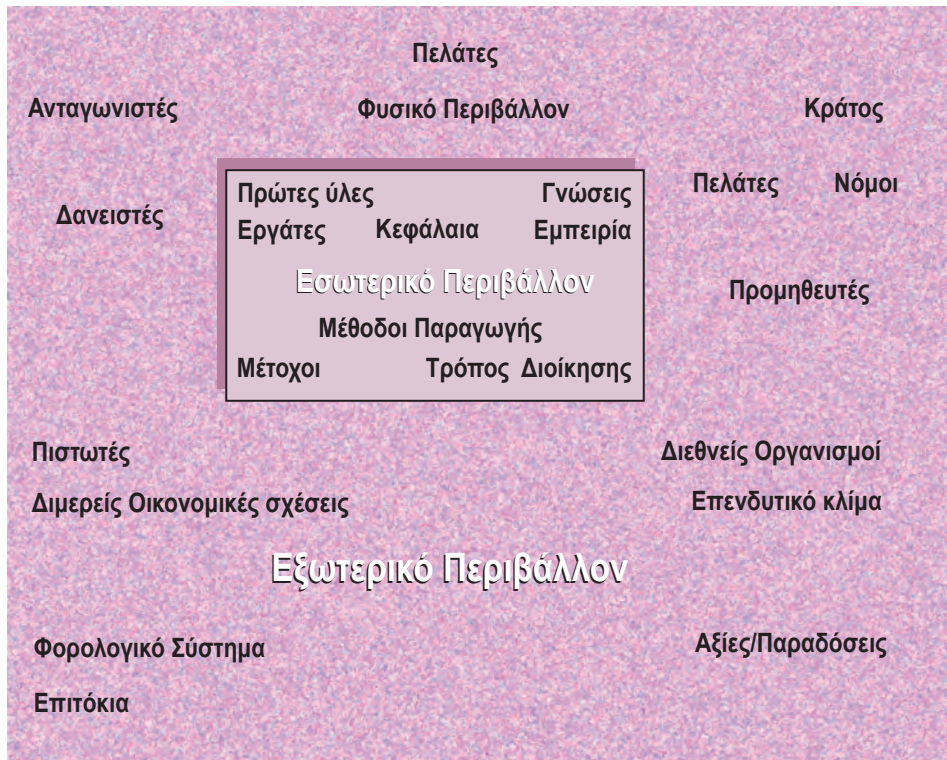 Πελάτες
Ανταγωνιστές Φυσικό Περιβάλλον Κράτος
Πελάτες Νόμοι
Δανειστές
Πρώτες ύλες Γνώσεις
Εργάτες Κεφάλαια Εμπειρία
Εσωτερικό Περιβάλλον
Μέθοδοι Παραγωγής
Μέτοχοι Τρόπος Διοίκησης
Προμηθευτές
Πιστωτές Διεθνείς Οργανισμοί
Διμερείς Οικονομικές σχέσεις Επενδυτικό κλίμα
Εξωτερικό Περιβάλλον
Φορολογικό Σύστημα Αξίες/Παραδόσεις
Επιτόκια